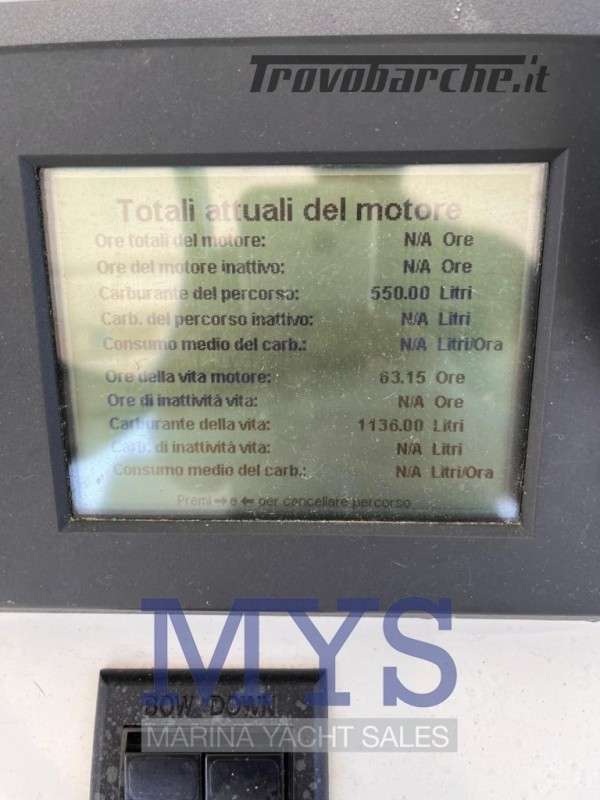 Trovobarche.it
Totali attuali del motore
Ore totali del motore: N/A Ore
Ore del motore inattivo: N/A Ore
Carburante del percorso: 550.00 Litri
Carb. del percorso inattivo: N/A Litri
Consumo medio del carb.: N/A Litri/Ora
Ore della vita motore: 63.15 Ore
Ore di inattività vita: N/A Ore
Carburante della vita: 1136.00 Litri
Carb. di inattività vita: N/A Litri
Consumo medio del carb.: N/A Litri/Ora
Premi → o ← per cancellare percorso
MYS
BOW DOWN
MARINA YACHT SALES